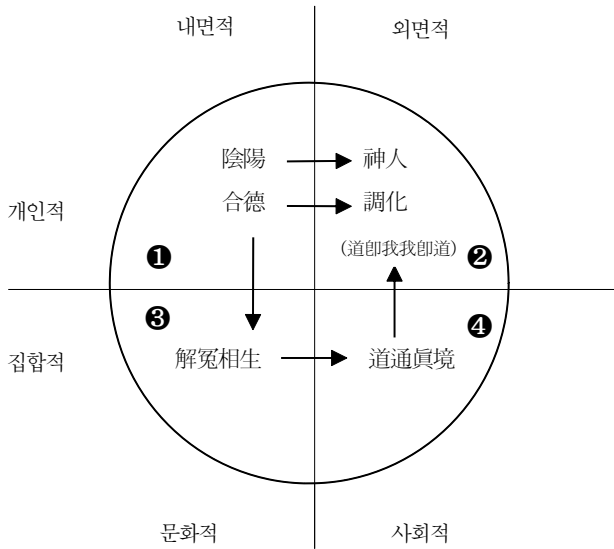 내면적 외면적
陰陽 神人
合德 調化
개인적
(道卽我我卽道)
❶ ❷
❸ ❹
解冤相生 道通眞境
집합적
문화적 사회적